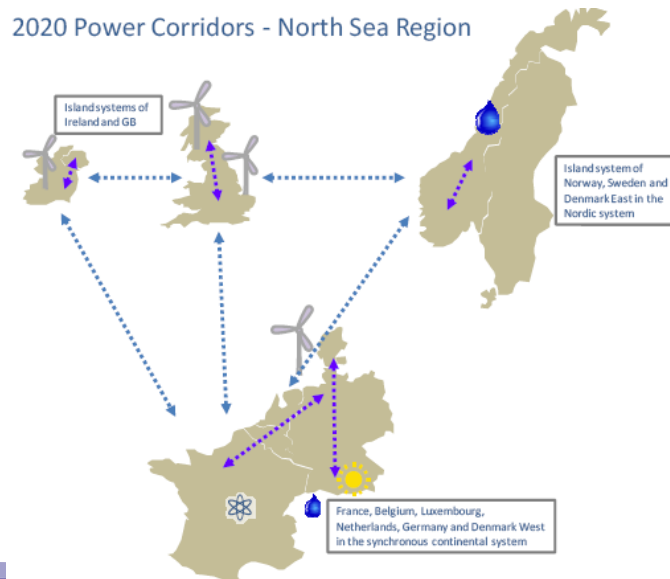 2020 Power Corridors - North Sea Region
Island systems of
Ireland and GB
Island system of
Norway, Sweden and
Denmark East in the
Nordic system
France, Belgium, Luxembourg,
Netherlands, Germany and Denmark West
in the synchronous continental system